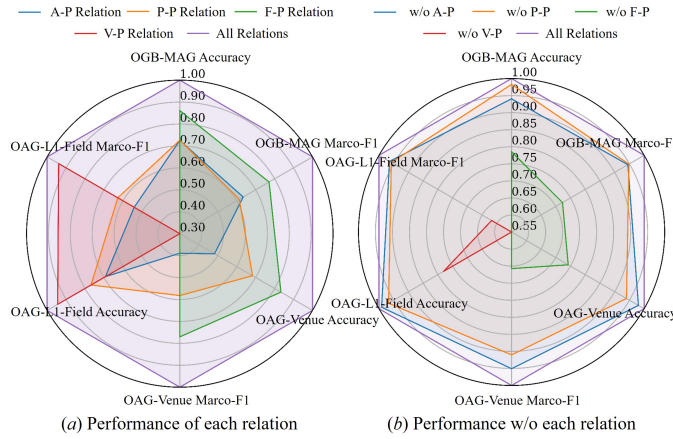 A-P Relation P-P Relation F-P Relation
V-P Relation All Relations
OGB-MAG Accuracy
1.00
0.90
0.80
0.70
0.60
0.50
0.40
0.30
OGB-MAG Marco-F1
OAG-L1-Field Marco-F1
OAG-L1-Field Accuracy
OAG-Venue Accuracy
OAG-Venue Marco-F1
(a) Performance of each relation
w/o A-P w/o P-P w/o F-P
w/o V-P All Relations
OGB-MAG Accuracy
1.00
0.95
0.90
0.85
0.80
0.75
0.70
0.65
0.60
0.55
OGB-MAG Marco-F
OAG-L1-Field Marco-F1
OAG-L1-Field Accuracy
OAG-Venue Accuracy
OAG-Venue Marco-F1
(b) Performance w/o each relation